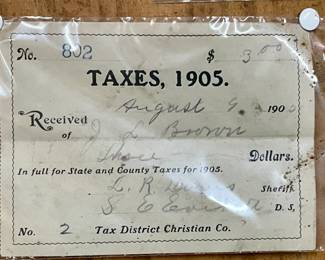 No. 802 $ 3.00
TAXES, 1905.
August 9 190
Received of J. L. Brown
Three Dollars.
In full for State and County Taxes for 1905.
L. R. Sheriff
S E D. S.
No. 2 Tax District Christian Co.